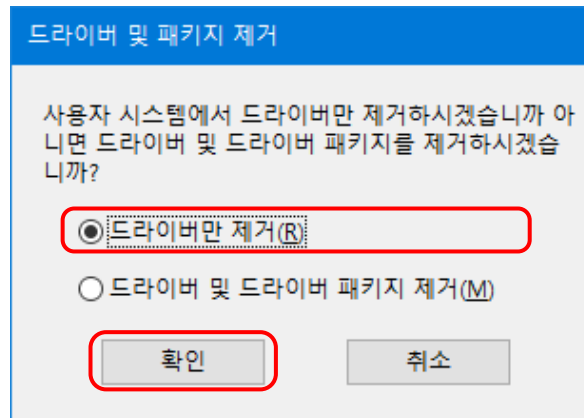 드라이버 및 패키지 제거
사용자 시스템에서 드라이버만 제거하시겠습니까 아
니면 드라이버 및 드라이버 패키지를 제거하시겠습
니까?
드라이버만 제거(R)
드라이버 및 드라이버 패키지 제거(M)
확인 취소